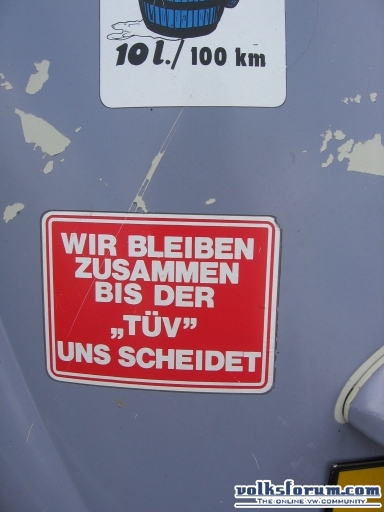 10 l./ 100 km
WIR BLEIBEN
ZUSAMMEN
BIS DER
„TÜV”
UNS SCHEIDET
volksforum.com
THE ONLINE VW COMMUNITY